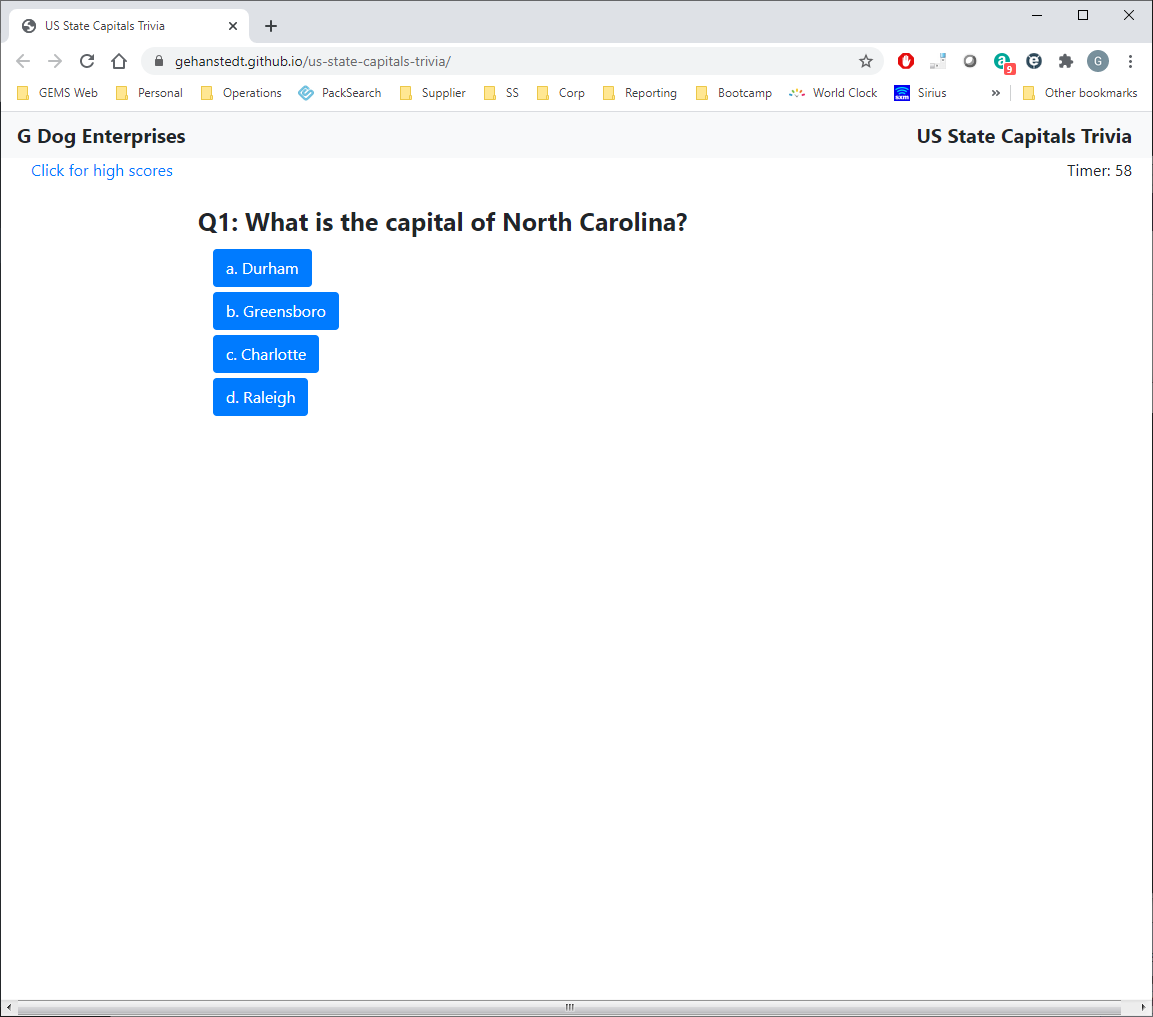 US State Capitals Trivia
gehanstedt.github.io/us-state-capitals-trivia/
a 9 e G
GEMS Web Personal Operations PackSearch Supplier SS Corp Reporting Bootcamp World Clock SXM Sirius » Other bookmarks
G Dog Enterprises US State Capitals Trivia
Click for high scores Timer: 58
Q1: What is the capital of North Carolina?
a. Durham
b. Greensboro
c. Charlotte
d. Raleigh